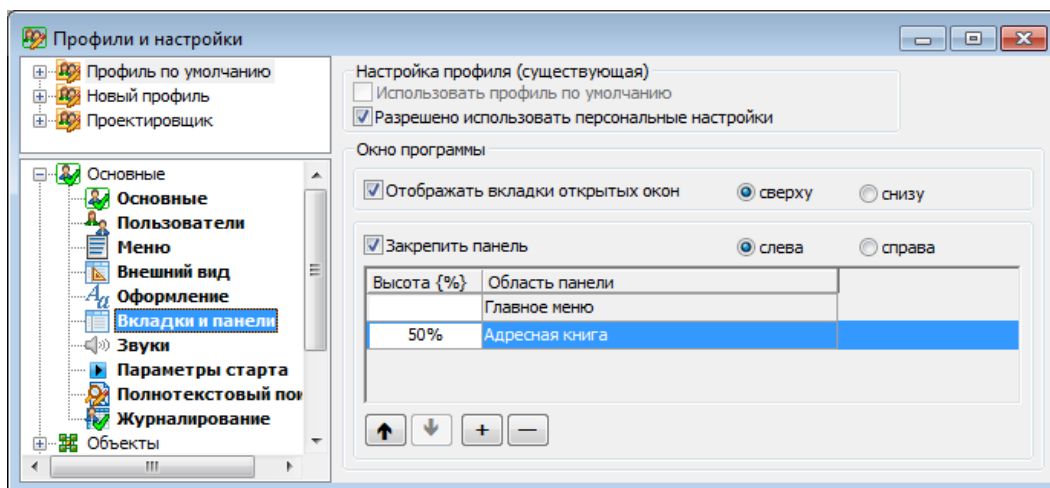 Профили и настройки
Профиль по умолчанию
Новый профиль
Проектировщик
Основные
Основные
Пользователи
Меню
Внешний вид
Оформление
Вкладки и панели
Звуки
Параметры старта
Полнотекстовый пои
Журналирование
Объекты
Настройка профиля (существующая)
Использовать профиль по умолчанию
Разрешено использовать персональные настройки
Окно программы
Отображать вкладки открытых окон сверху снизу
Закрепить панель слева справа
Высота {%} Область панели
Главное меню
50% Адресная книга